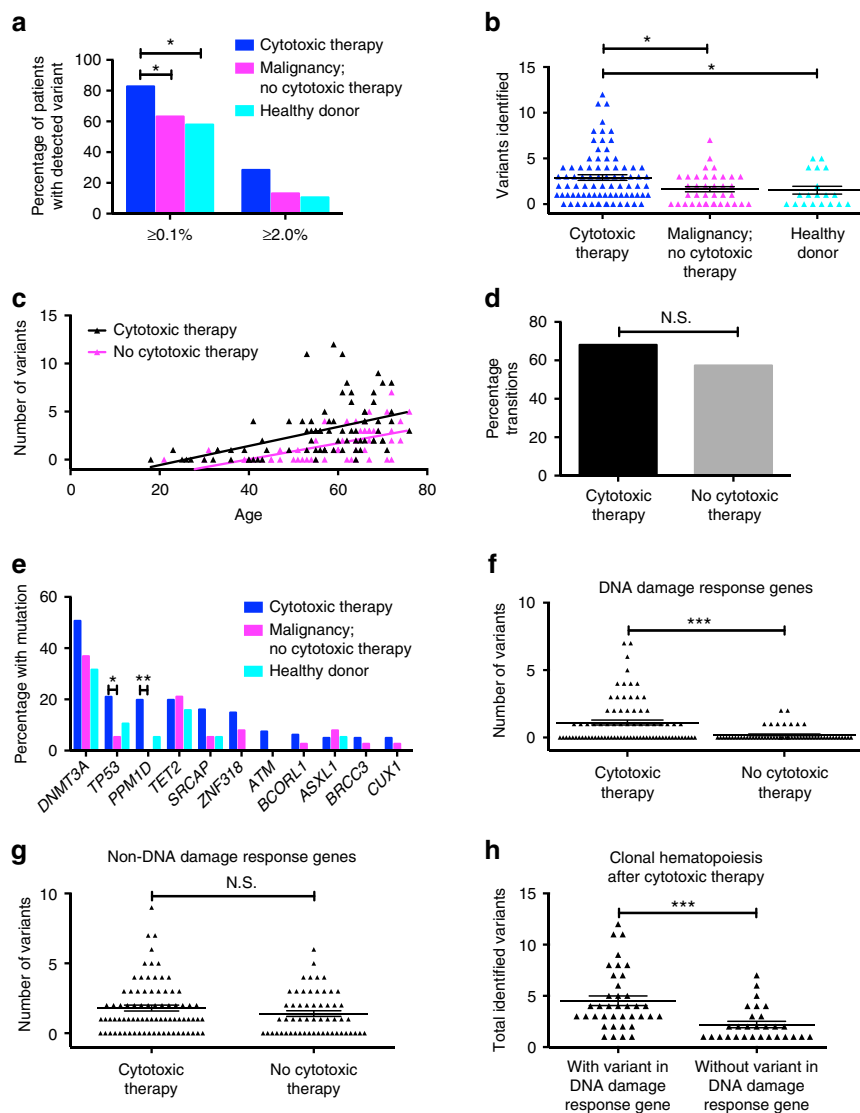 a
Percentage of patients
with detected variant
100
80
60
40
20
0
*
*
Cytotoxic therapy
Malignancy;
no cytotoxic therapy
Healthy donor
≥0.1%
≥2.0%
b
Variants identified
15
10
5
0
*
*
Cytotoxic
therapy
Malignancy;
no cytotoxic
therapy
Healthy
donor
c
Number of variants
15
10
5
0
Cytotoxic therapy
No cytotoxic therapy
0
20
40
60
80
Age
d
Percentage
transitions
80
60
40
20
0
N.S.
Cytotoxic
therapy
No cytotoxic
therapy
e
Percentage with mutation
60
40
20
0
*
**
Cytotoxic therapy
Malignancy;
no cytotoxic therapy
Healthy donor
DNMT3A
TP53
PPM1D
TET2
SRCAP
ZNF318
ATM
BCORL1
ASXL1
BRCC3
CUX1
f
DNA damage response genes
Number of variants
10
5
0
***
Cytotoxic
therapy
No cytotoxic
therapy
g
Non-DNA damage response genes
Number of variants
10
5
0
N.S.
Cytotoxic
therapy
No cytotoxic
therapy
h
Clonal hematopoiesis
after cytotoxic therapy
Total identified variants
15
10
5
0
***
With variant in
DNA damage
response gene
Without variant in
DNA damage
response gene